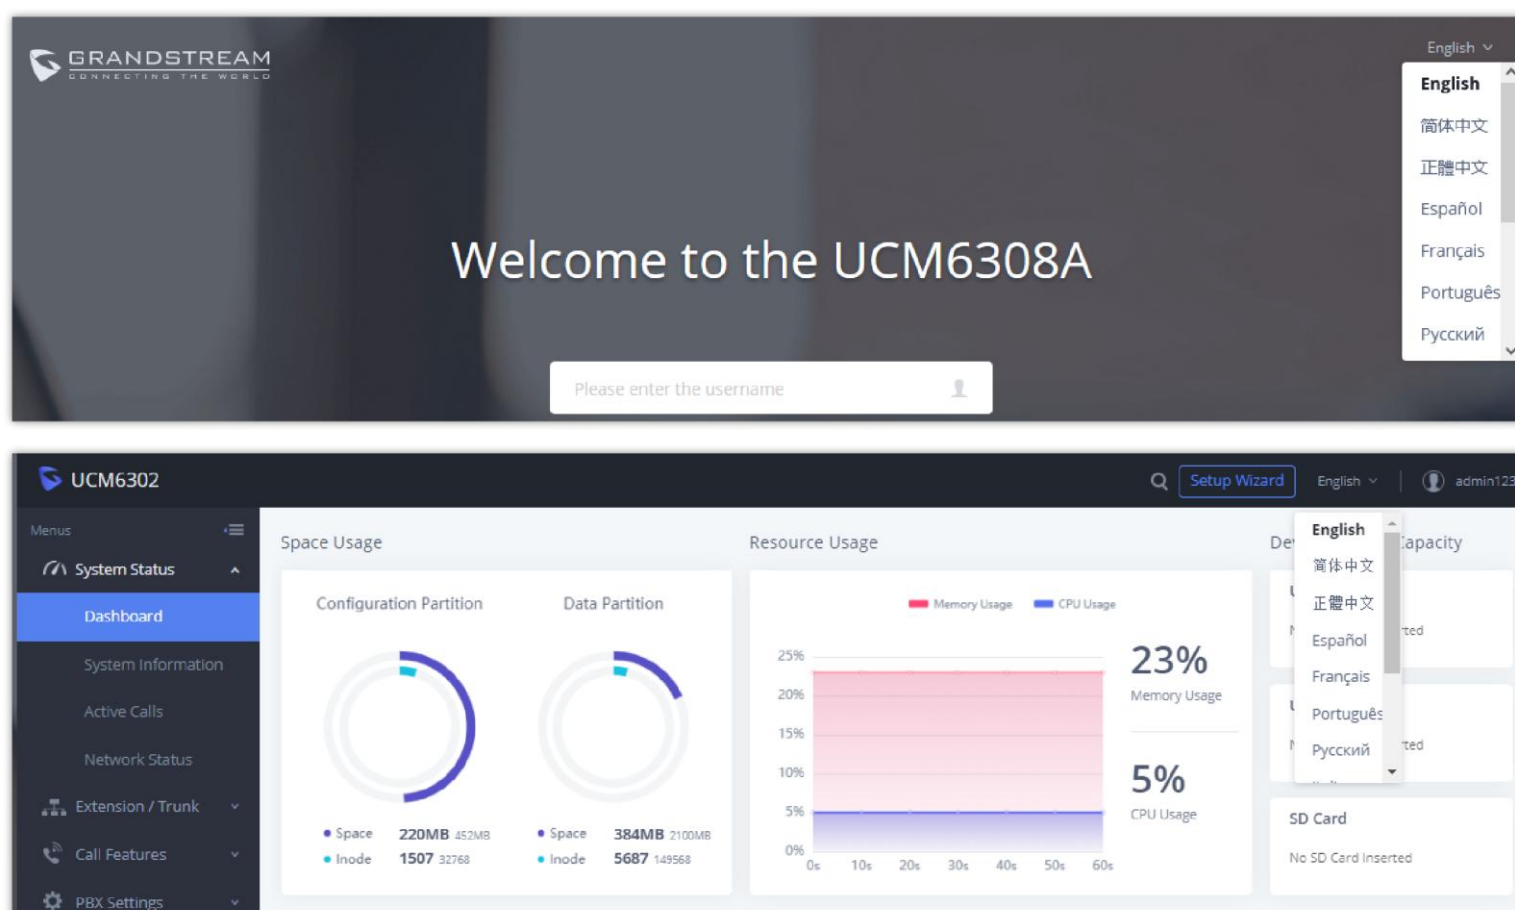 GRANDSTREAM
CONNECTING THE WORLD
English
English
简体中文
正體中文
Español
Français
Português
Русский
Welcome to the UCM6308A
Please enter the username
UCM6302
Setup Wizard
English
admin123
Menus
System Status
Dashboard
System Information
Active Calls
Network Status
Extension / Trunk
Call Features
PBX Settings
Space Usage
Configuration Partition
Data Partition
Space 220MB 452MB
Inode 1507 32768
Space 384MB 2100MB
Inode 5687 149568
Resource Usage
Memory Usage
CPU Usage
25%
20%
15%
10%
5%
0%
0s 10s 20s 30s 40s 50s 60s
23%
Memory Usage
5%
CPU Usage
Capacity
English
简体中文
正體中文
Español
Français
Português
Русский
SD Card
No SD Card Inserted